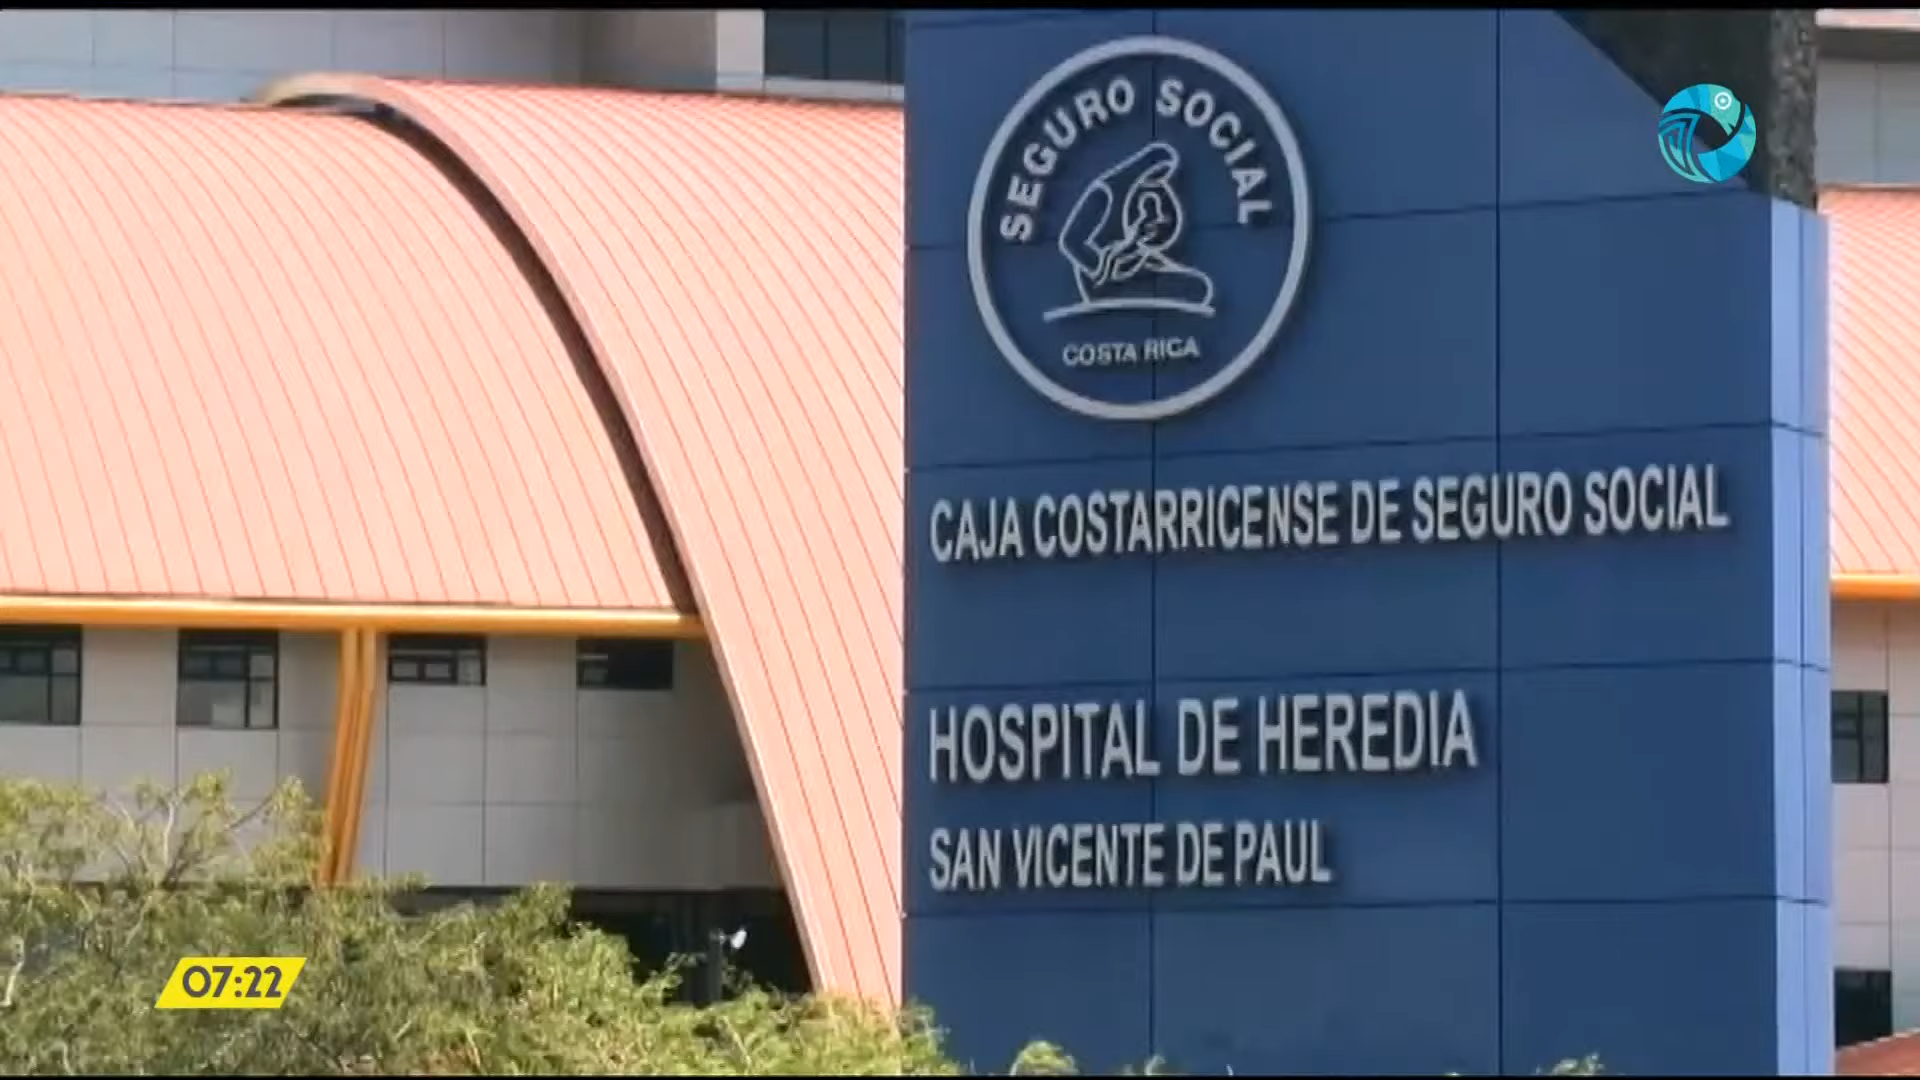 SEGURO SOCIAL
COSTA RICA
CAJA COSTARRICENSE DE SEGURO SOCIAL
HOSPITAL DE HEREDIA
SAN VICENTE DE PAUL
07:22